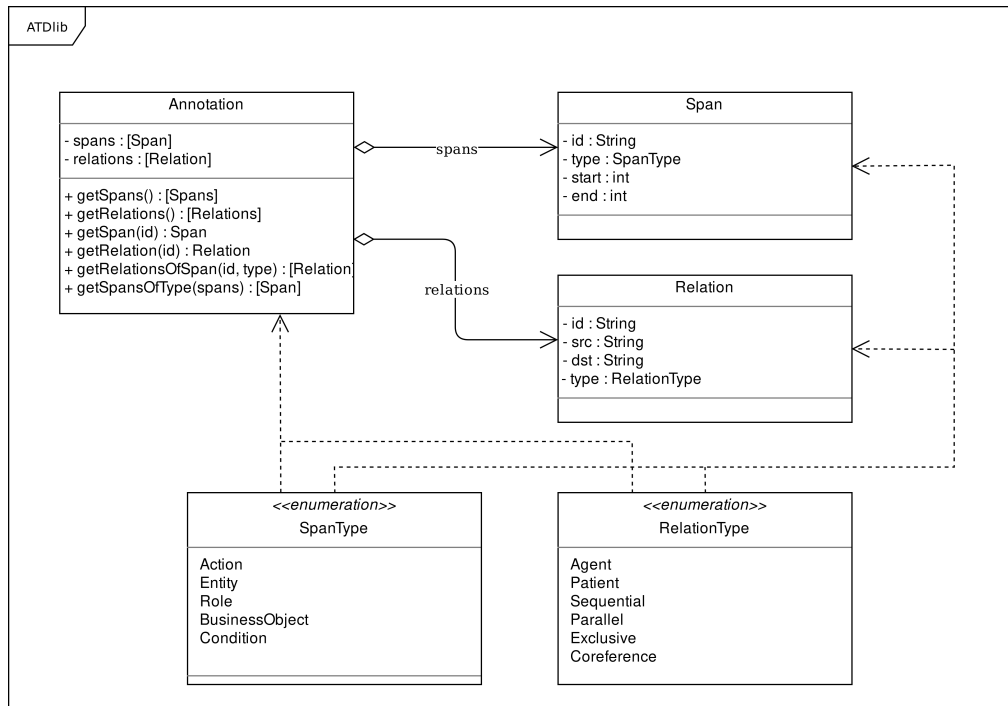 ATDlib
Annotation
- spans : [Span]
- relations : [Relation]
+ getSpans() : [Spans]
+ getRelations() : [Relations]
+ getSpan(id) : Span
+ getRelation(id) : Relation
+ getRelationsOfSpan(id, type) : [Relation]
+ getSpansOfType(spans) : [Span]
spans
relations
Span
- id : String
- type : SpanType
- start : int
- end : int
Relation
- id : String
- src : String
- dst : String
- type : RelationType
<<enumeration>>
SpanType
Action
Entity
Role
BusinessObject
Condition
<<enumeration>>
RelationType
Agent
Patient
Sequential
Parallel
Exclusive
Coreference